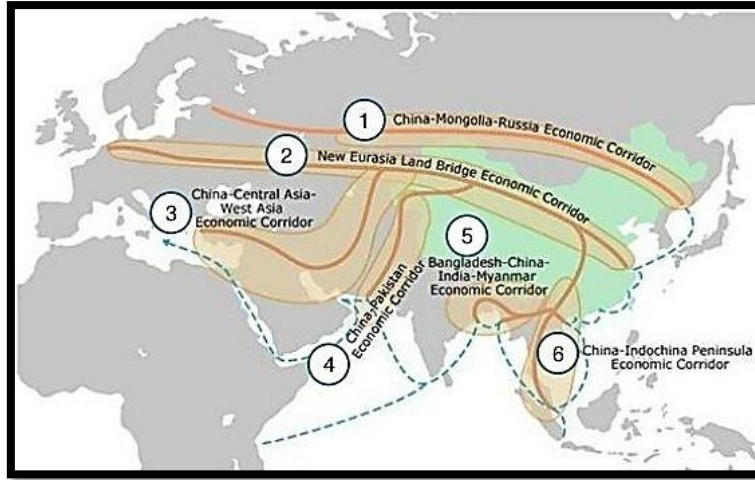 1
China-Mongolia-Russia Economic Corridor
2
New Eurasia Land Bridge Economic Corridor
3
China-Central Asia-
West Asia
Economic Corridor
4
China-Pakistan
Economic Corridor
5
Bangladesh-China-
India-Myanmar
Economic Corridor
6
China-Indochina Peninsula
Economic Corridor